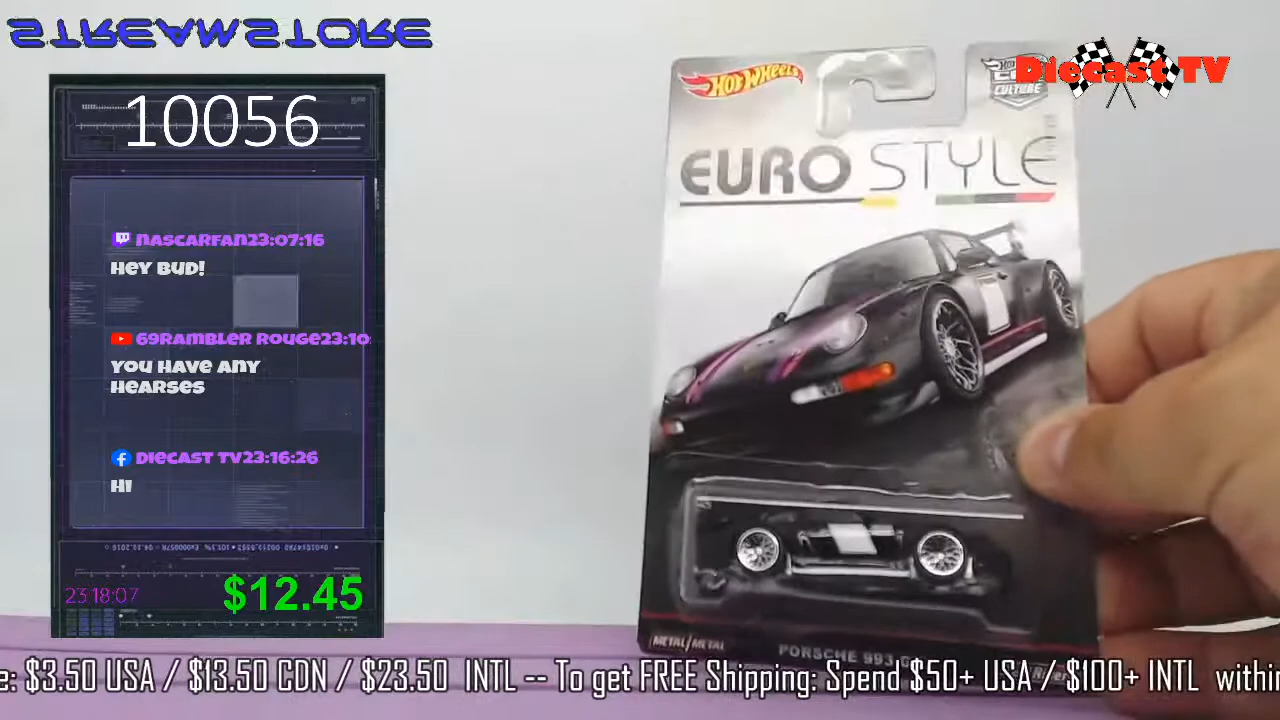 STREAMSTORE
10056
NASCARFAN23:07:16
HEY BUD!
69RAMBLER ROUGE23:10
YOU HAVE ANY
HEARSES
DIECAST TV23:16:26
HI!
23:18:07
$12.45
HOT WHEELS
CULTURE
Diecast TV
EURO STYLE
METAL/METAL
PORSCHE 993
e: $3.50 USA / $13.50 CDN / $23.50 INTL -- To get FREE Shipping: Spend $50+ USA / $100+ INTL within